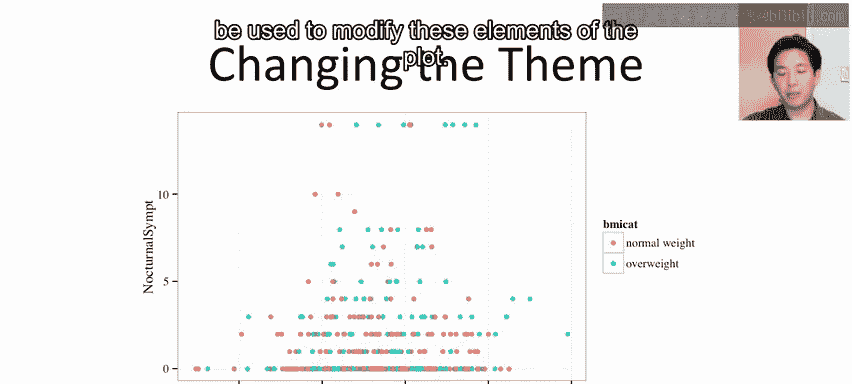 be used to modify these elements of the
plot.
Changing the Theme
10
5
0
NocturnalSympt
bmicat
normal weight
overweight